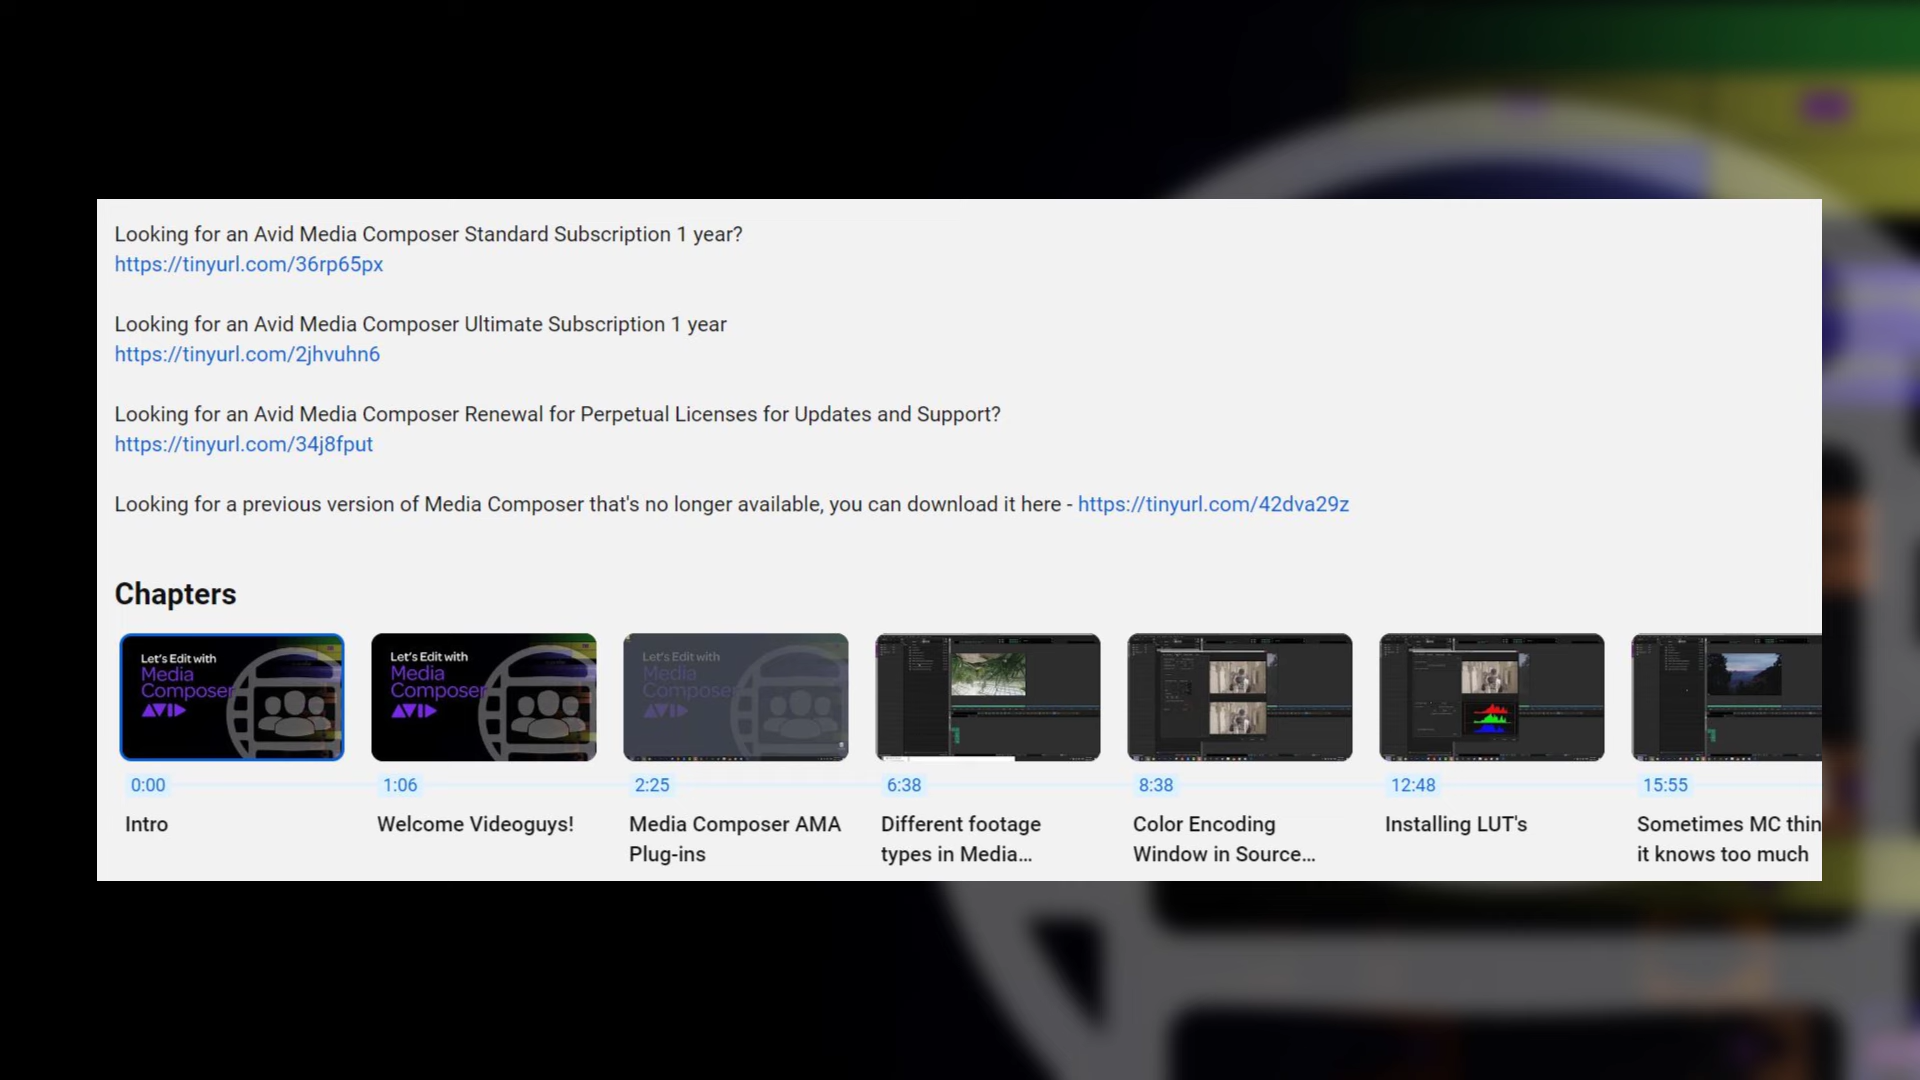 Looking for an Avid Media Composer Standard Subscription 1 year?
https://tinyurl.com/36rp65px
Looking for an Avid Media Composer Ultimate Subscription 1 year
https://tinyurl.com/2jhvuhn6
Looking for an Avid Media Composer Renewal for Perpetual Licenses for Updates and Support?
https://tinyurl.com/34j8fput
Looking for a previous version of Media Composer that's no longer available, you can download it here - https://tinyurl.com/42dva29z
Chapters
Let's Edit with
Media
Composer
AVID
Let's Edit with
Media
Composer
AVID
Let's Edit with
Media
Composer
AVID
0:00
Intro
1:06
Welcome Videoguys!
2:25
Media Composer AMA
Plug-ins
6:38
Different footage
types in Media...
8:38
Color Encoding
Window in Source...
12:48
Installing LUT's
15:55
Sometimes MC thin
it knows too much